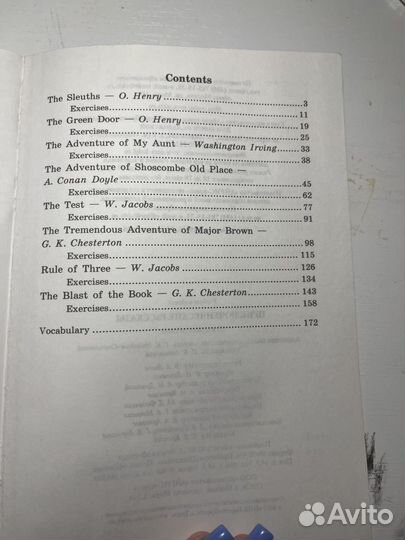 Contents
The Sleuths — O. Henry 3
Exercises 11
The Green Door — O. Henry 19
Exercises 25
The Adventure of My Aunt — Washington Irving 33
Exercises 38
The Adventure of Shoscombe Old Place —
A. Conan Doyle 45
Exercises 62
The Test — W. Jacobs 77
Exercises 91
The Tremendous Adventure of Major Brown —
G. K. Chesterton 98
Exercises 115
Rule of Three — W. Jacobs 126
Exercises 134
The Blast of the Book — G. K. Chesterton 143
Exercises 158
Vocabulary 172
Avito